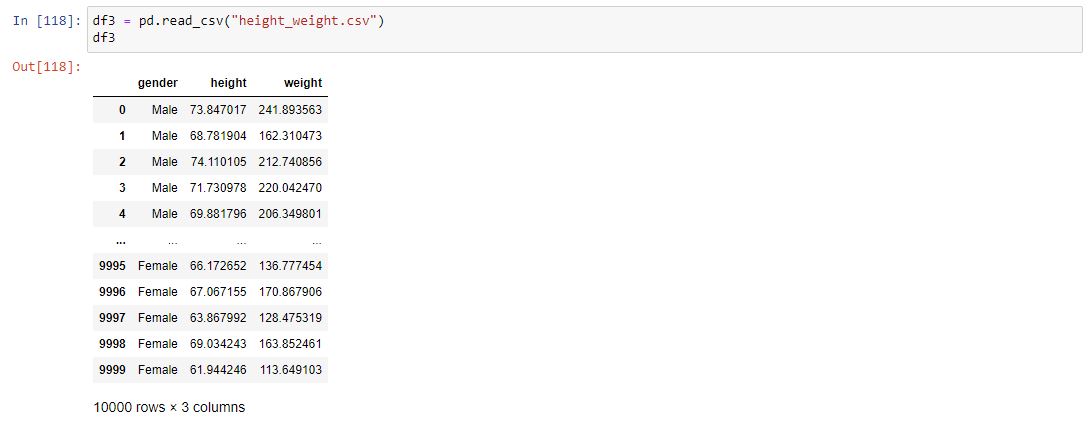 In [118]: df3 = pd.read_csv("height_weight.csv")
df3
Out[118]:
gender height weight
0 Male 73.847017 241.893563
1 Male 68.781904 162.310473
2 Male 74.110105 212.740856
3 Male 71.730978 220.042470
4 Male 69.881796 206.349801
... ... ... ...
9995 Female 66.172652 136.777454
9996 Female 67.067155 170.867906
9997 Female 63.867992 128.475319
9998 Female 69.034243 163.852461
9999 Female 61.944246 113.649103
10000 rows × 3 columns